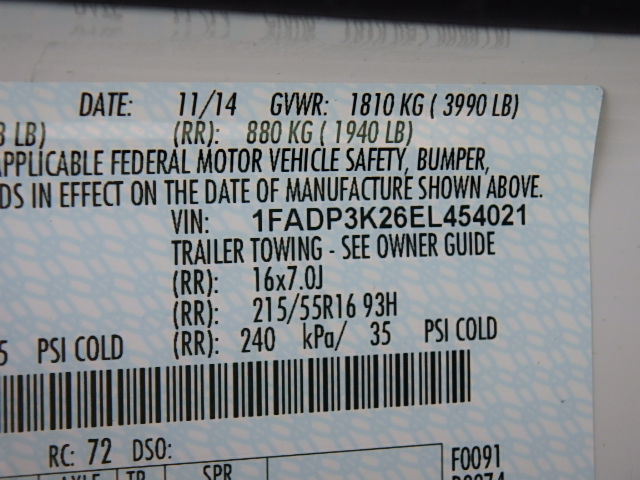 DATE: 11/14 GVWR: 1810 KG ( 3990 LB)
LB) (RR): 880 KG ( 1940 LB)
APPLICABLE FEDERAL MOTOR VEHICLE SAFETY, BUMPER,
DS IN EFFECT ON THE DATE OF MANUFACTURE SHOWN ABOVE.
VIN: 1FADP3K26EL454021
TRAILER TOWING - SEE OWNER GUIDE
(RR): 16x7.0J
(RR): 215/55R16 93H
5 PSI COLD (RR): 240 kPa/ 35 PSI COLD
RC: 72 DSO:
F0091
TR SPR